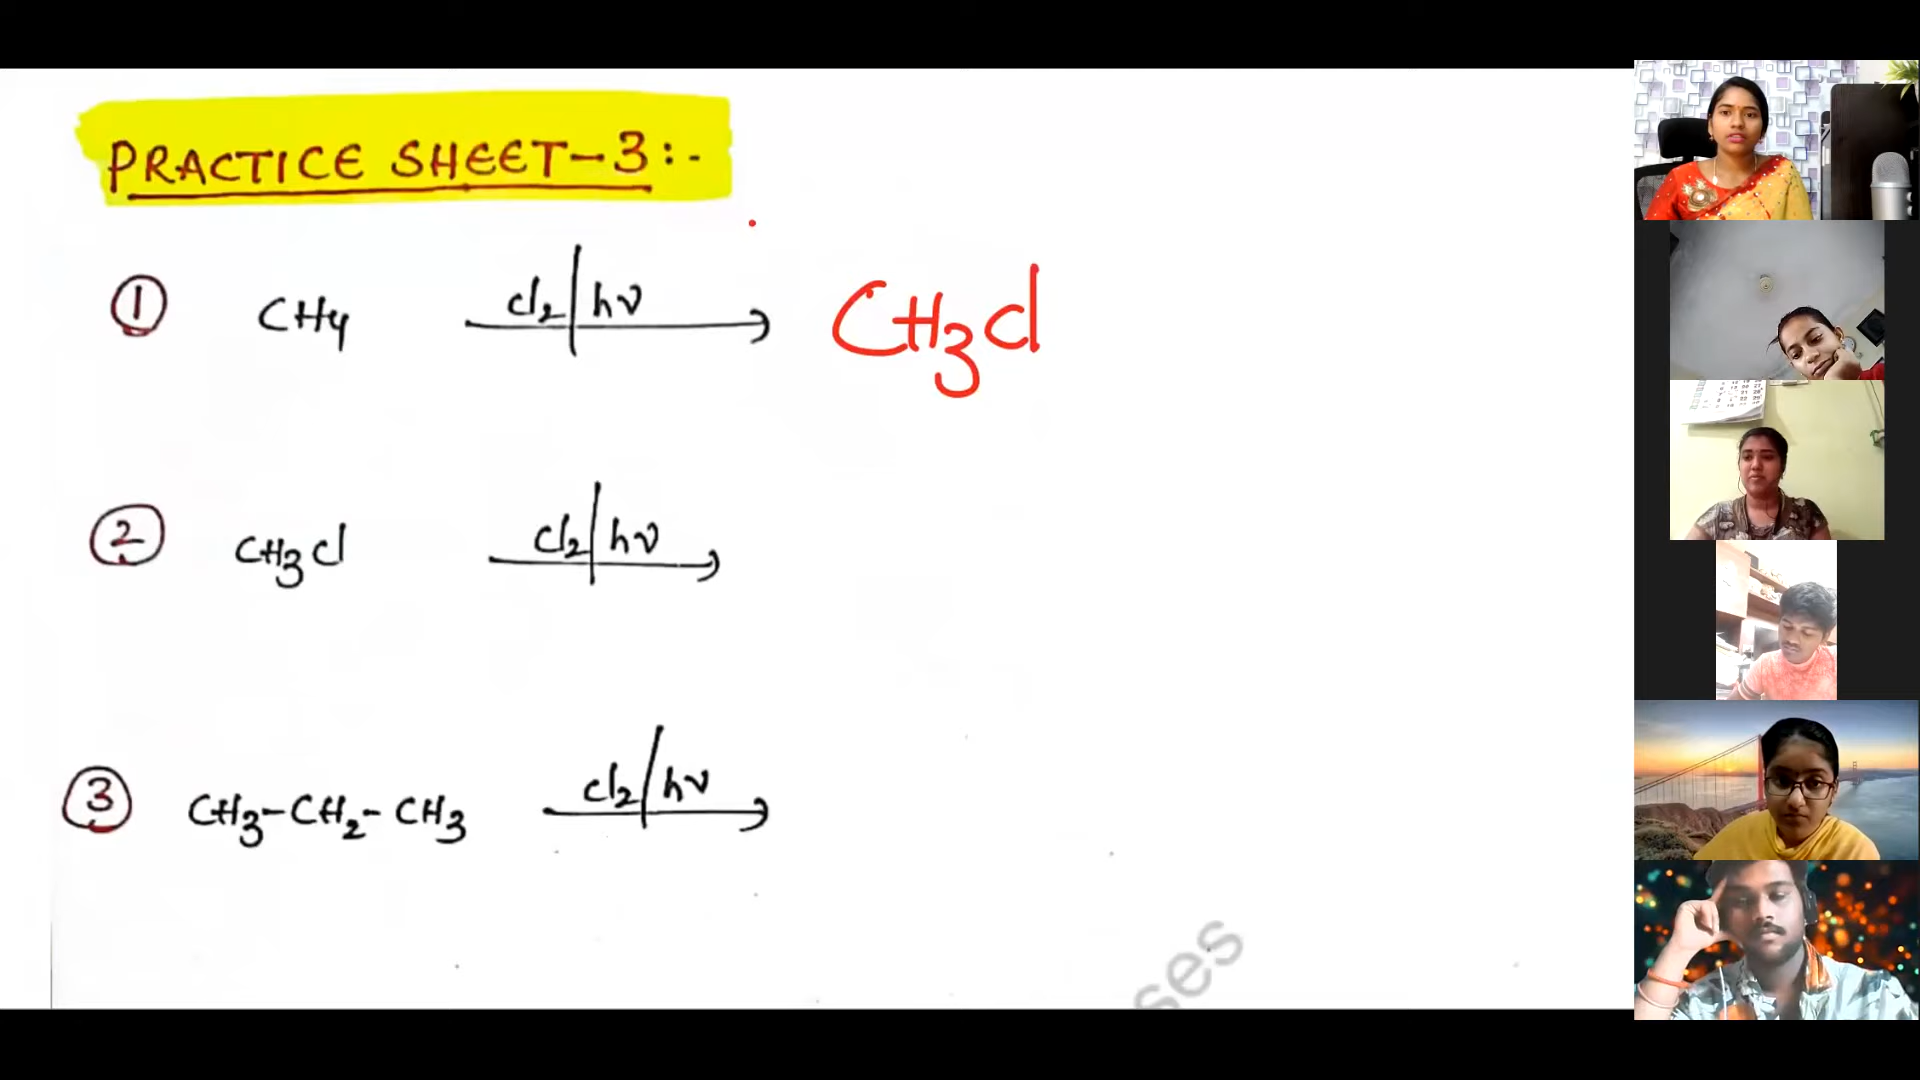 PRACTICE SHEET-3:-
① CH4 Cl2 | hν → CH3Cl
② CH3Cl Cl2 | hν →
③ CH3-CH2-CH3 Cl2 | hν →
ses